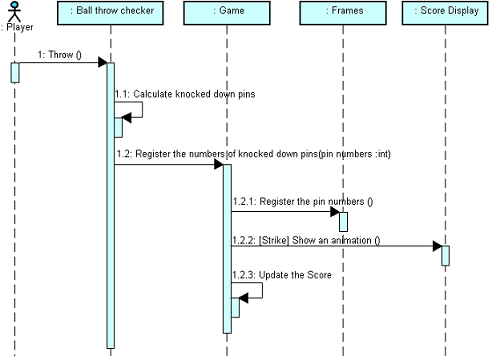 : Ball throw checker
: Game
: Frames
: Score Display
: Player
1: Throw ()
1.1: Calculate knocked down pins
1.2: Register the numbers of knocked down pins(pin numbers :int)
1.2.1: Register the pin numbers ()
1.2.2: [Strike] Show an animation ()
1.2.3: Update the Score